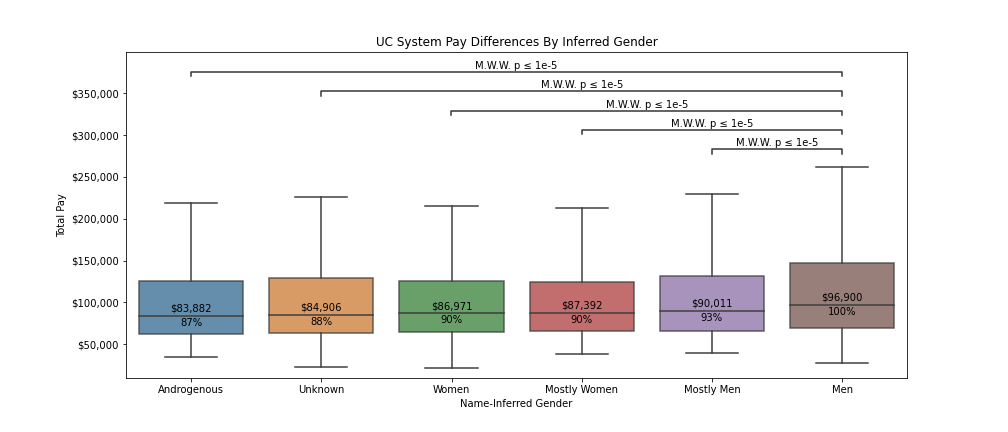 UC System Pay Differences By Inferred Gender
M.W.W. p ≤ 1e-5
M.W.W. p ≤ 1e-5
M.W.W. p ≤ 1e-5
M.W.W. p ≤ 1e-5
M.W.W. p ≤ 1e-5
Total Pay
$350,000
$300,000
$250,000
$200,000
$150,000
$100,000
$50,000
$83,882
87%
$84,906
88%
$86,971
90%
$87,392
90%
$90,011
93%
$96,900
100%
Androgenous
Unknown
Women
Mostly Women
Mostly Men
Men
Name-Inferred Gender